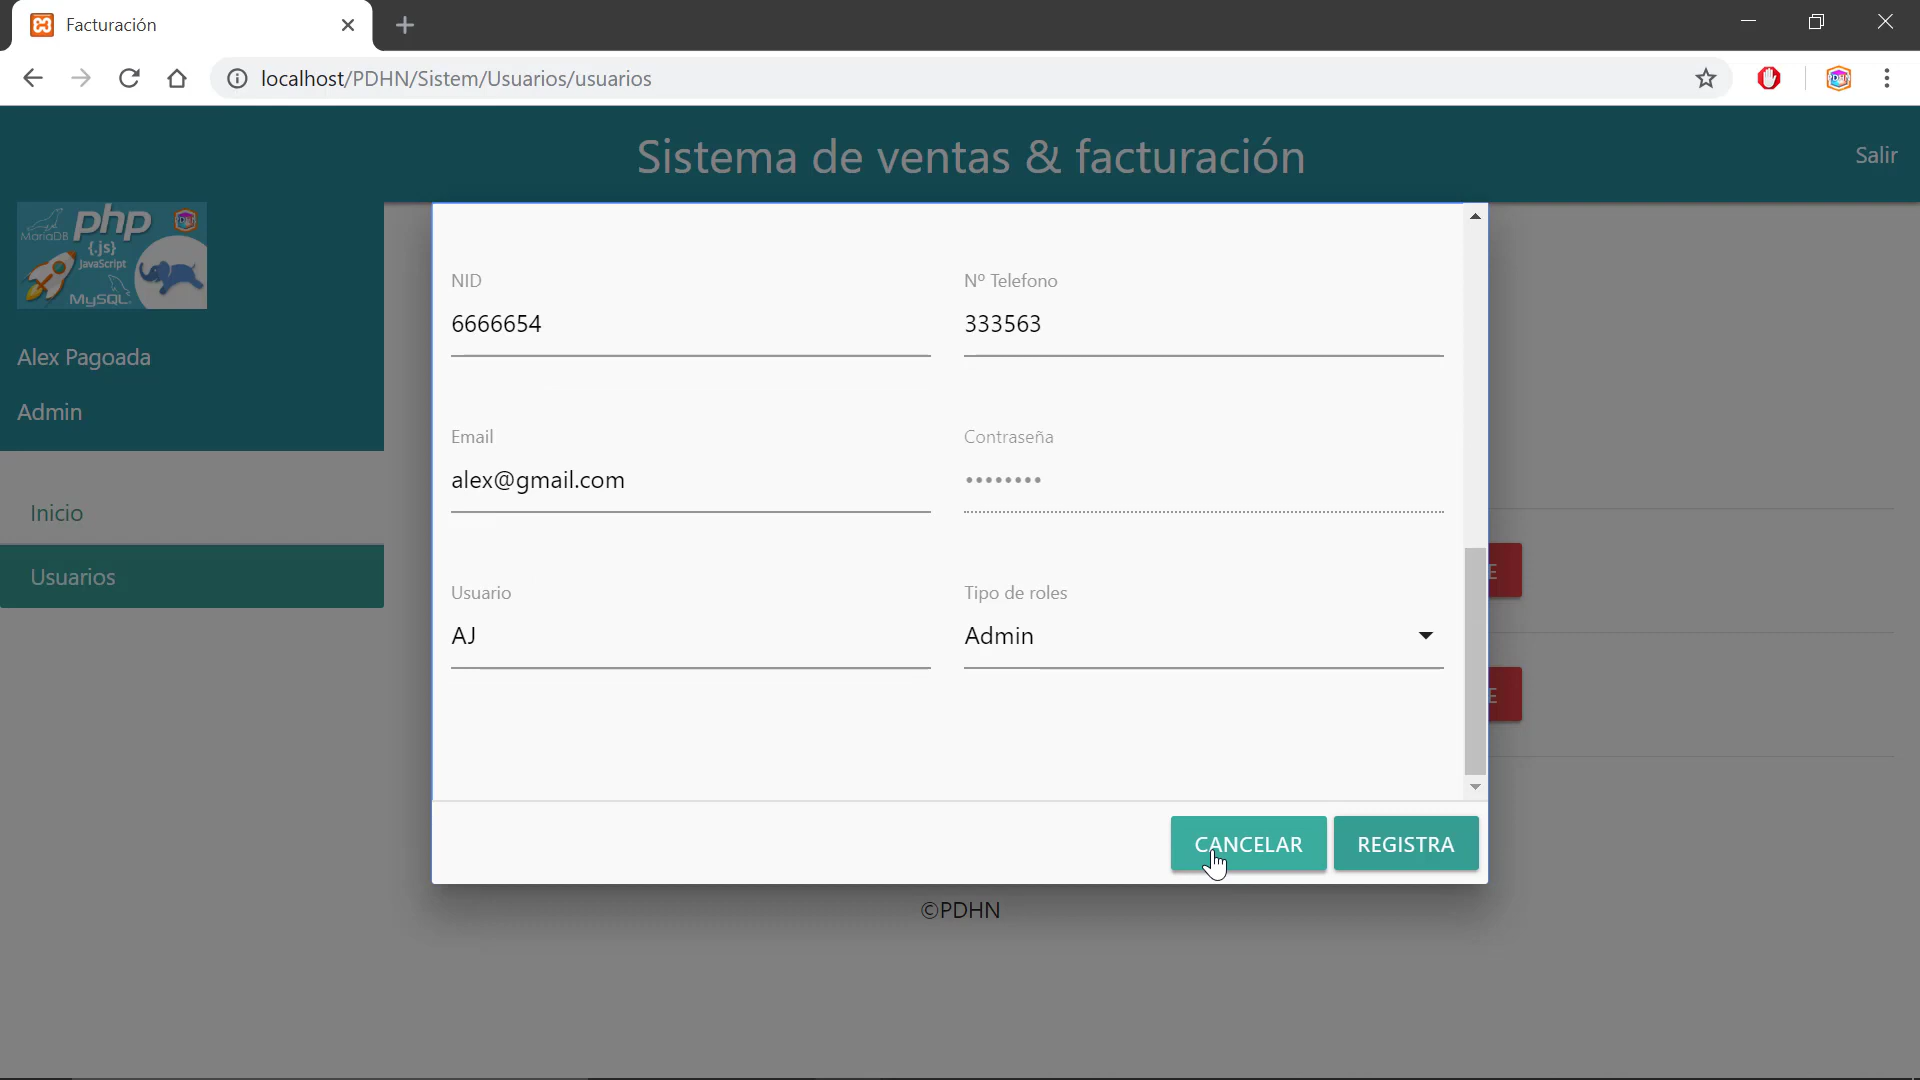 Facturación
localhost/PDHN/Sistem/Usuarios/usuarios
Sistema de ventas & facturación
Salir
php
PDHN
MariaDB
{.js}
JavaScript
MySQL
Alex Pagoada
Admin
Inicio
Usuarios
NID
Nº Telefono
6666654
333563
Email
Contraseña
alex@gmail.com
••••••••
Usuario
Tipo de roles
AJ
Admin
E
E
CANCELAR
REGISTRA
©PDHN